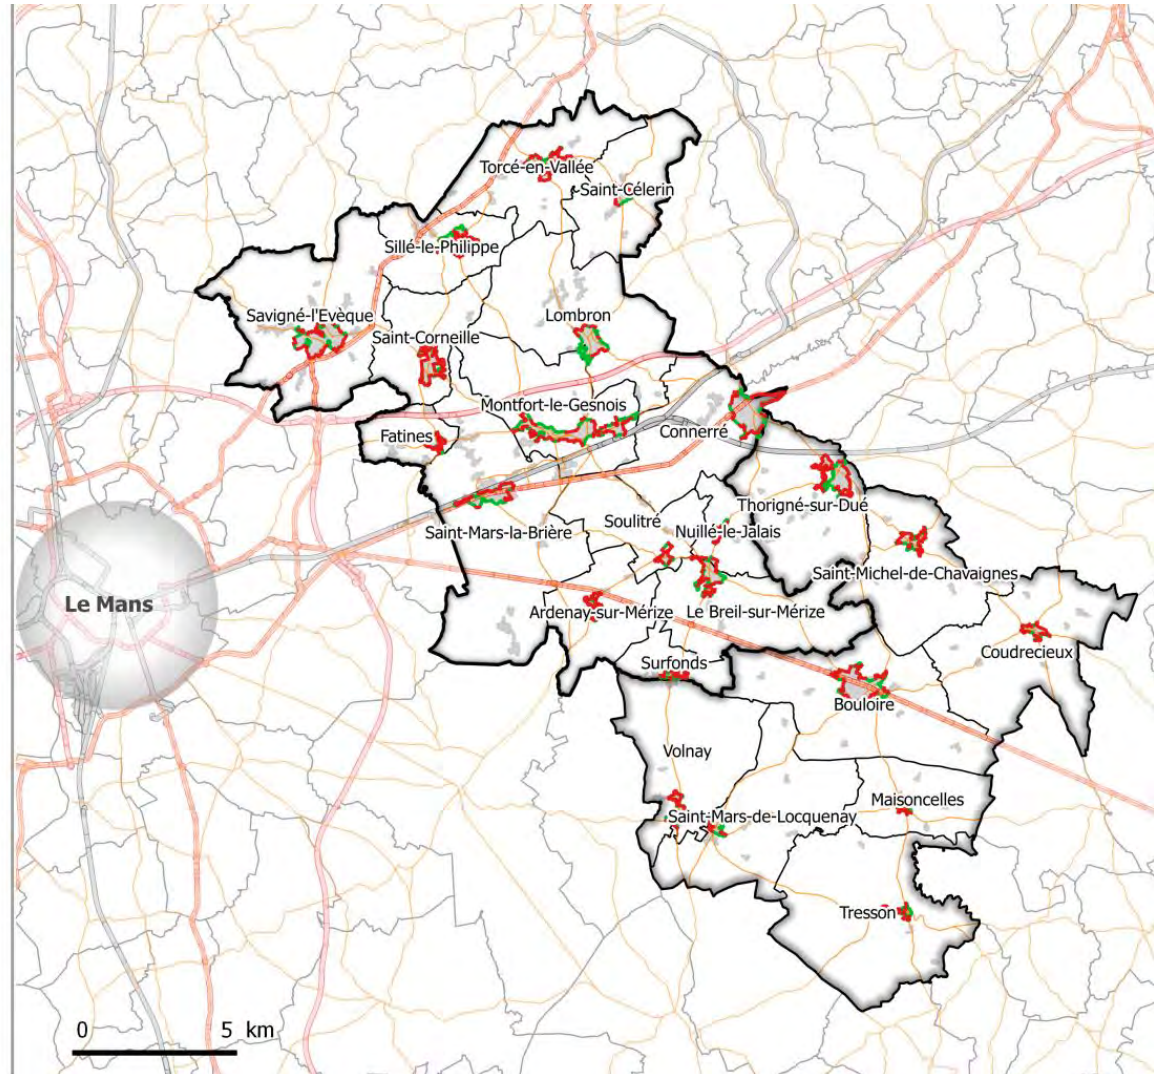 Torcé-en-Vallée
Saint-Célerin
Sillé-le-Philippe
Savigné-l'Evèque
Lombron
Saint-Corneille
Montfort-le-Gesnois
Connerré
Fatines
Thorigné-sur-Dué
Soulitré
Saint-Mars-la-Brière
Nuillé-le-Jalais
Saint-Michel-de-Chavaignes
Le Mans
Ardenay-sur-Mérize
Le Breil-sur-Mérize
Coudrecieux
Surfonds
Bouloire
Volnay
Maisoncelles
Saint-Mars-de-Locquenay
Tresson
0 5 km